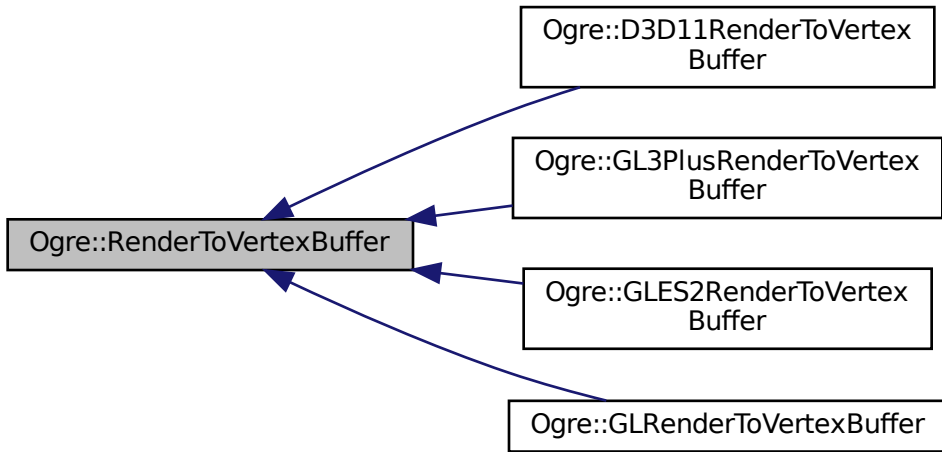 Ogre::D3D11RenderToVertex
Buffer
Ogre::GL3PlusRenderToVertex
Buffer
Ogre::RenderToVertexBuffer
Ogre::GLES2RenderToVertex
Buffer
Ogre::GLRenderToVertexBuffer